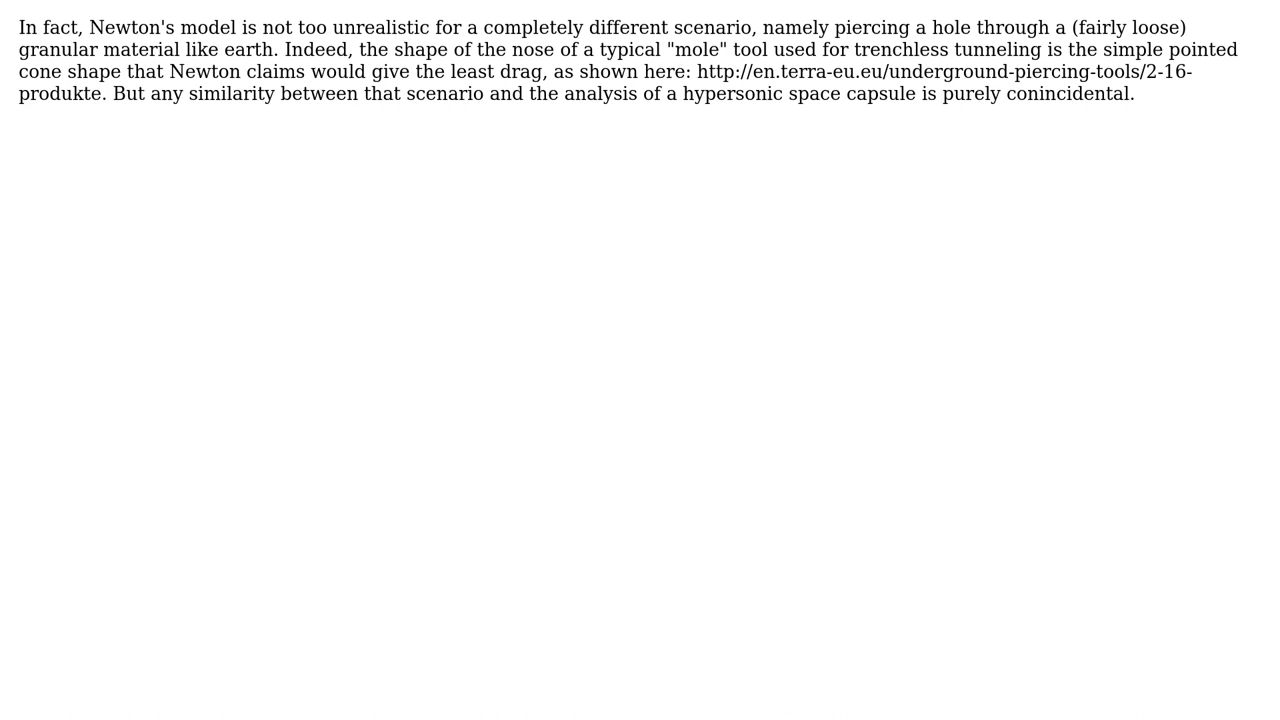 In fact, Newton's model is not too unrealistic for a completely different scenario, namely piercing a hole through a (fairly loose)
granular material like earth. Indeed, the shape of the nose of a typical "mole" tool used for trenchless tunneling is the simple pointed
cone shape that Newton claims would give the least drag, as shown here: http://en.terra-eu.eu/underground-piercing-tools/2-16-
produkte. But any similarity between that scenario and the analysis of a hypersonic space capsule is purely conincidental.